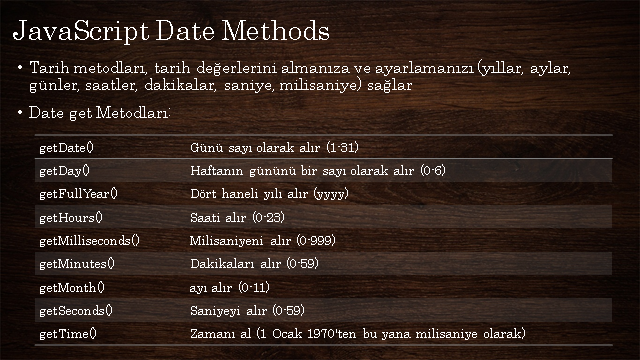 JavaScript Date Methods
• Tarih metodları, tarih değerlerini almanıza ve ayarlamanızı (yıllar, aylar,
günler, saatler, dakikalar, saniye, milisaniye) sağlar
• Date get Metodları:
getDate() Günü sayı olarak alır (1-31)
getDay() Haftanın gününü bir sayı olarak alır (0-6)
getFullYear() Dört haneli yılı alır (yyyy)
getHours() Saati alır (0-23)
getMilliseconds() Milisaniyeni alır (0-999)
getMinutes() Dakikaları alır (0-59)
getMonth() ayı alır (0-11)
getSeconds() Saniyeyi alır (0-59)
getTime() Zamanı al (1 Ocak 1970'ten bu yana milisaniye olarak)